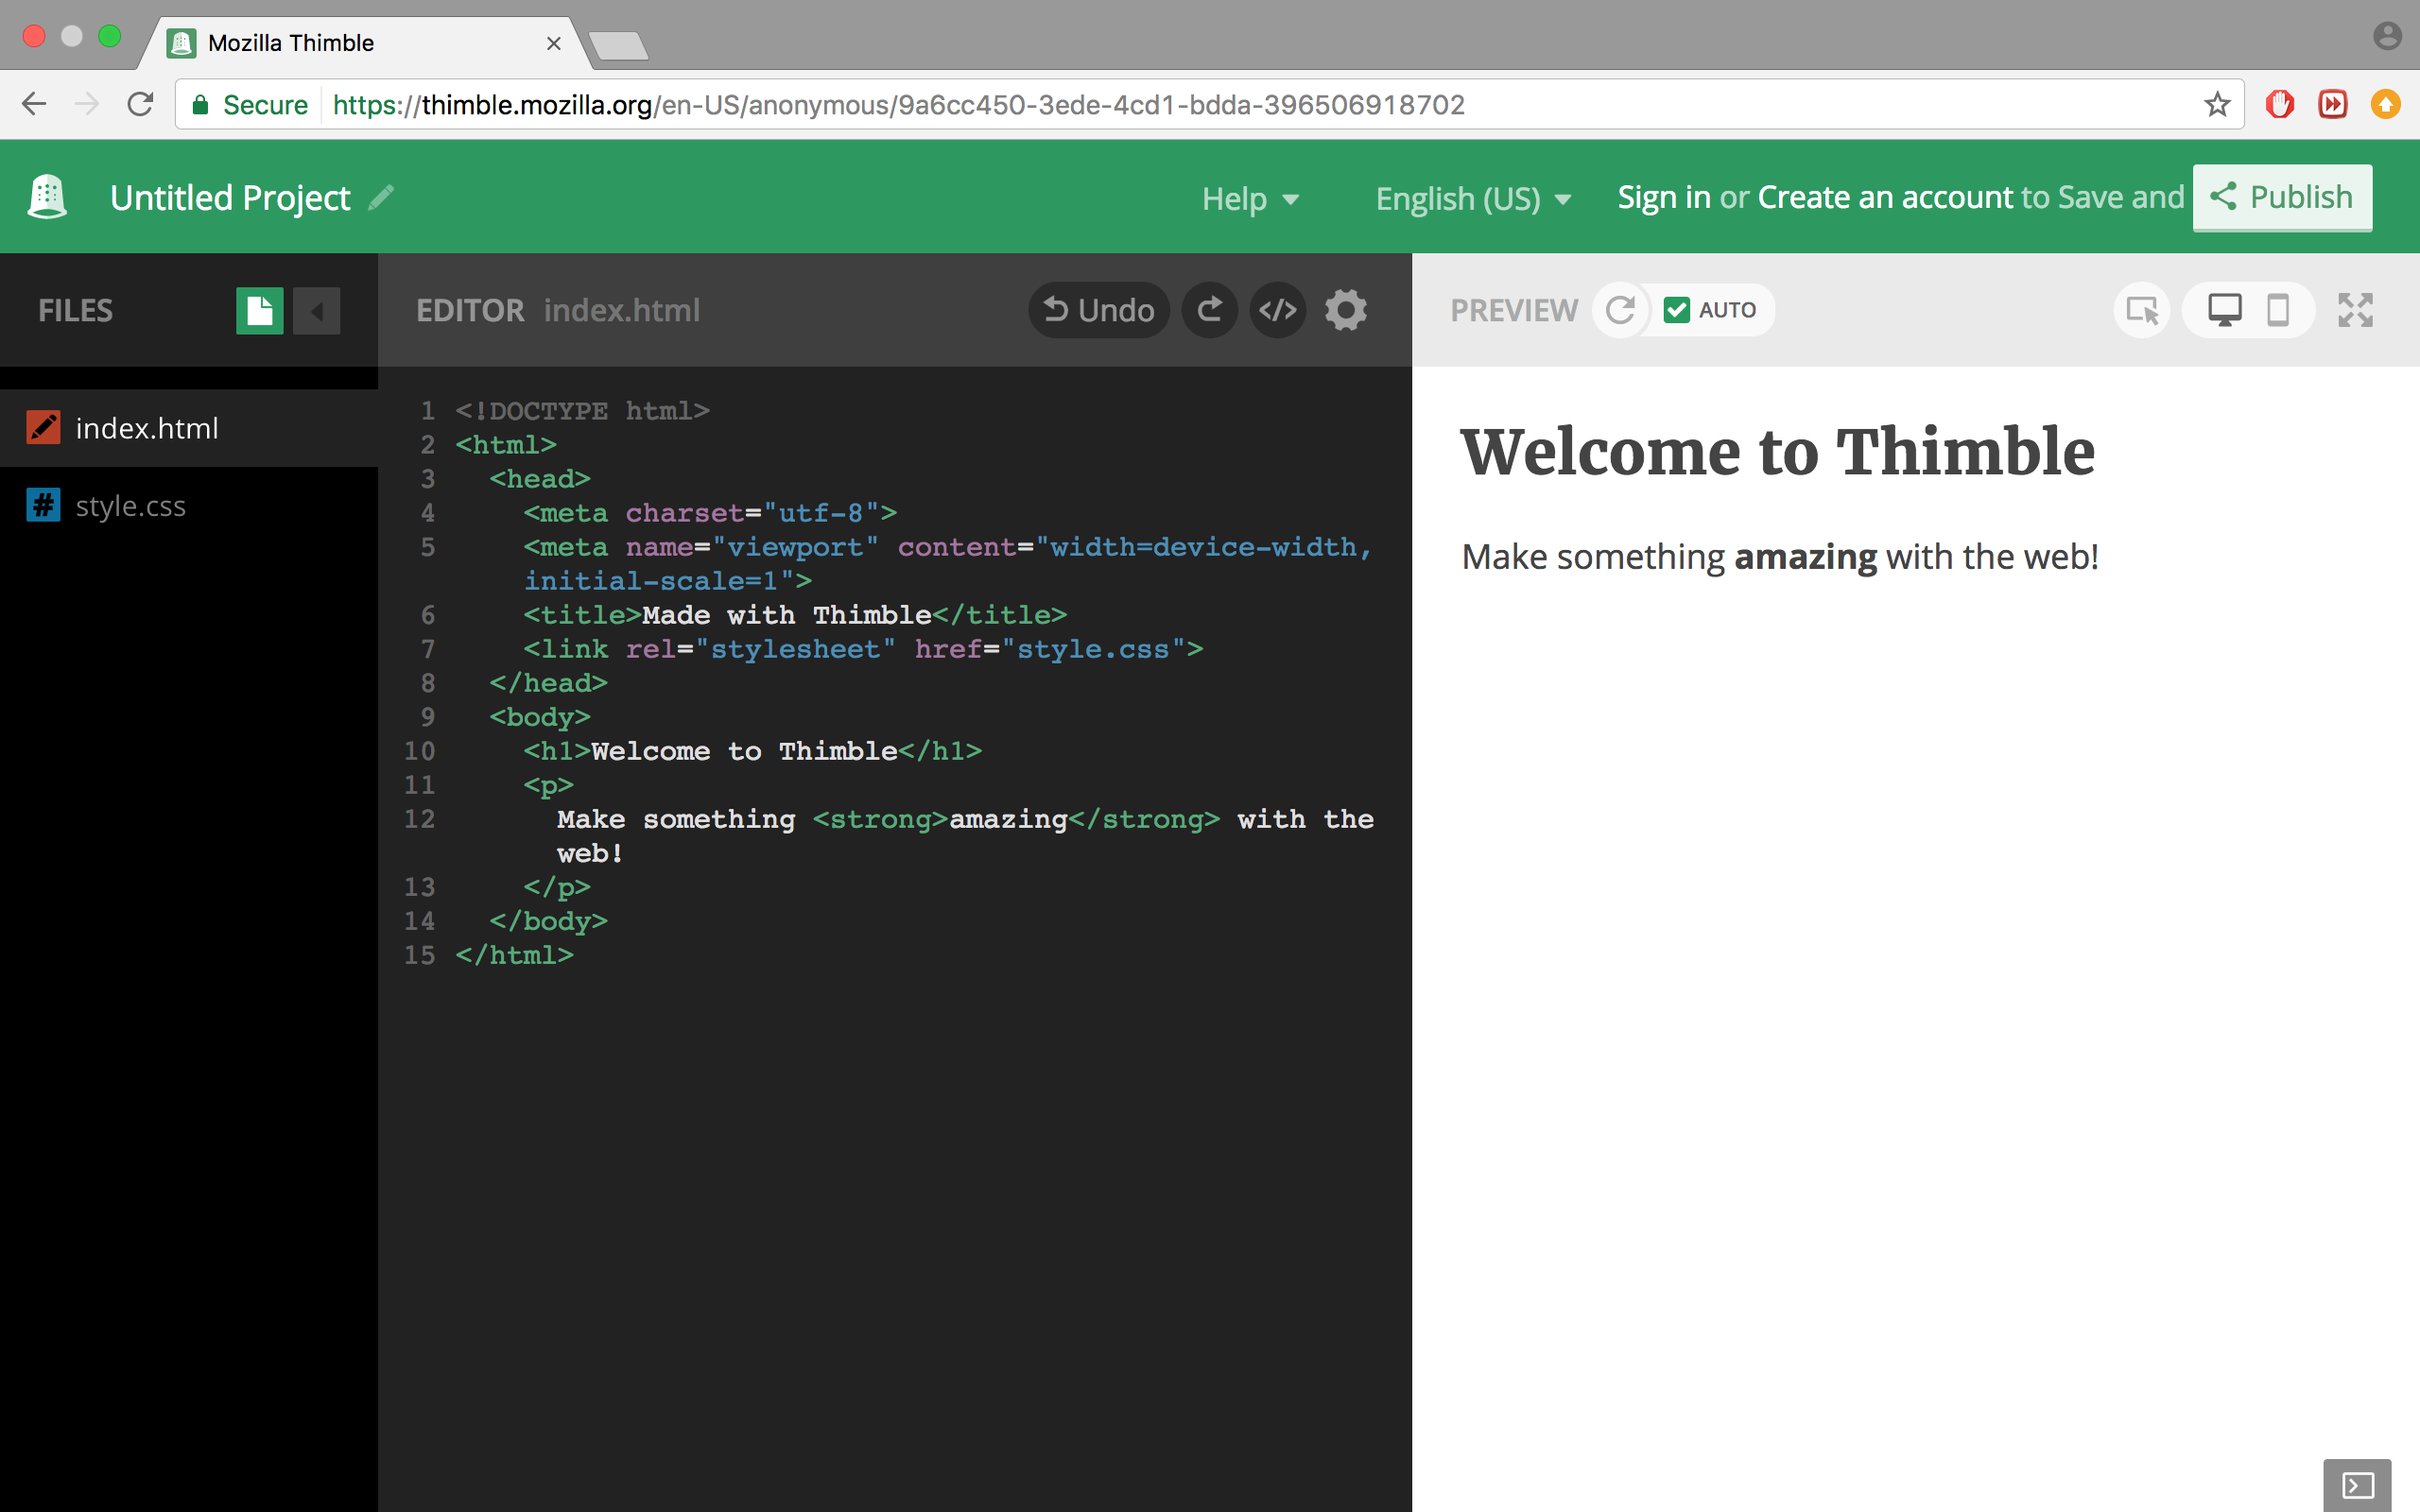 Mozilla Thimble
Secure https://thimble.mozilla.org/en-US/anonymous/9a6cc450-3ede-4cd1-bdda-396506918702
Untitled Project Help English (US) Sign in or Create an account to Save and Publish
FILES EDITOR index.html Undo </> PREVIEW AUTO
index.html
# style.css
1 <!DOCTYPE html>
2 <html>
3 <head>
4 <meta charset="utf-8">
5 <meta name="viewport" content="width=device-width,
initial-scale=1">
6 <title>Made with Thimble</title>
7 <link rel="stylesheet" href="style.css">
8 </head>
9 <body>
10 <h1>Welcome to Thimble</h1>
11 <p>
12 Make something <strong>amazing</strong> with the
web!
13 </p>
14 </body>
15 </html>
Welcome to Thimble
Make something amazing with the web!